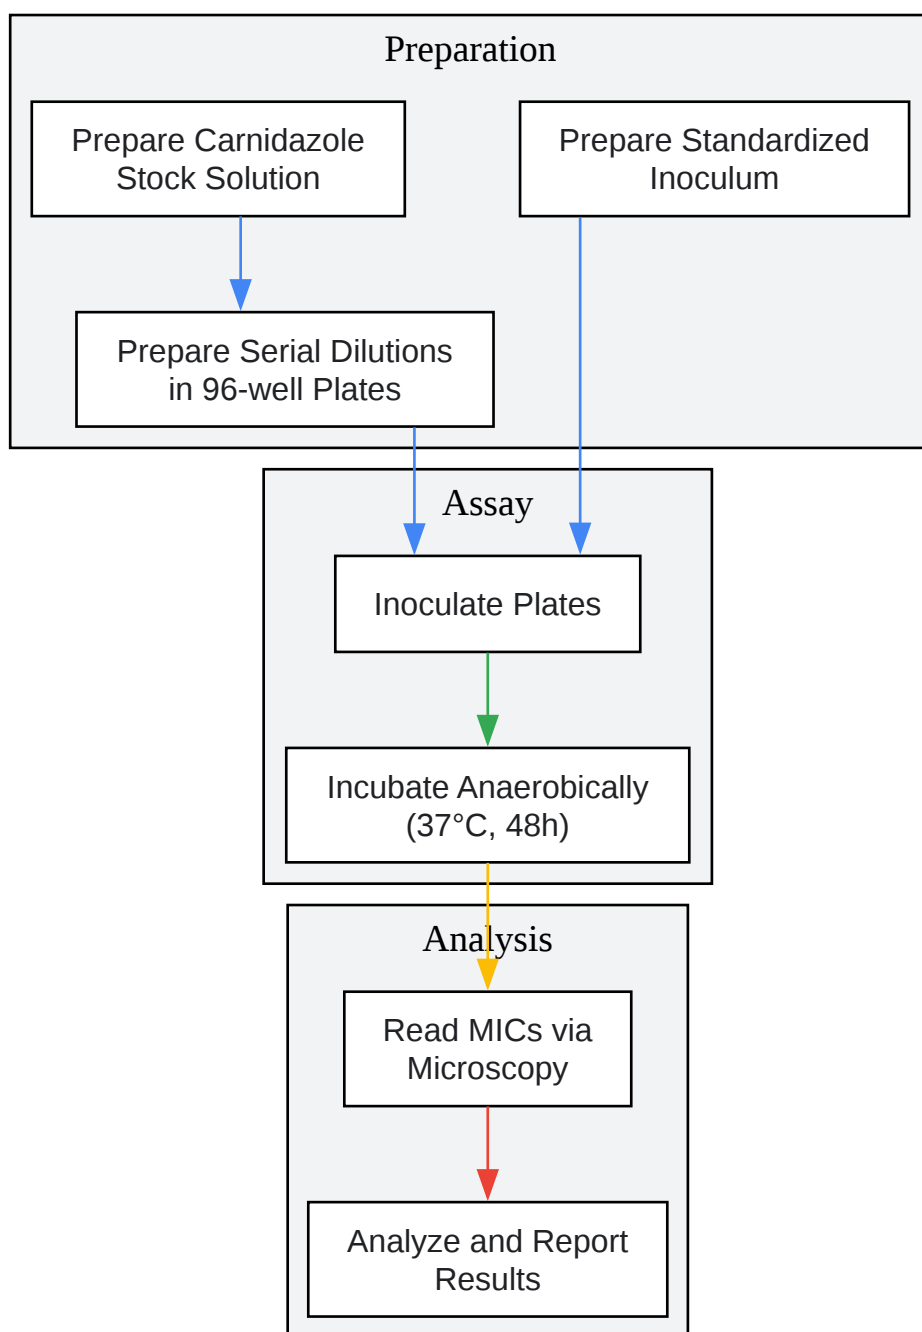 Preparation
Prepare Carnidazole
Stock Solution
Prepare Standardized
Inoculum
Prepare Serial Dilutions
in 96-well Plates
Assay
Inoculate Plates
Incubate Anaerobically
(37°C, 48h)
Analysis
Read MICs via
Microscopy
Analyze and Report
Results